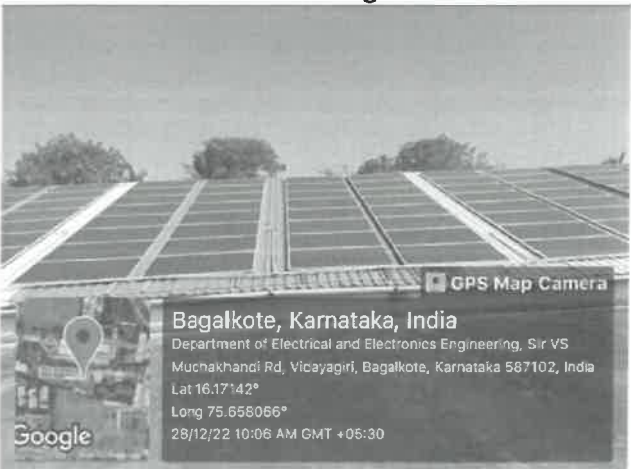 GPS Map Camera
Bagalkote, Karnataka, India
Department of Electrical and Electronics Engineering, Sir VS
Muchakhandi Rd, Vidayagiri, Bagalkote, Karnataka 587102, India
Lat 16.17142°
Long 75.658066°
28/12/22 10:06 AM GMT +05:30
Google